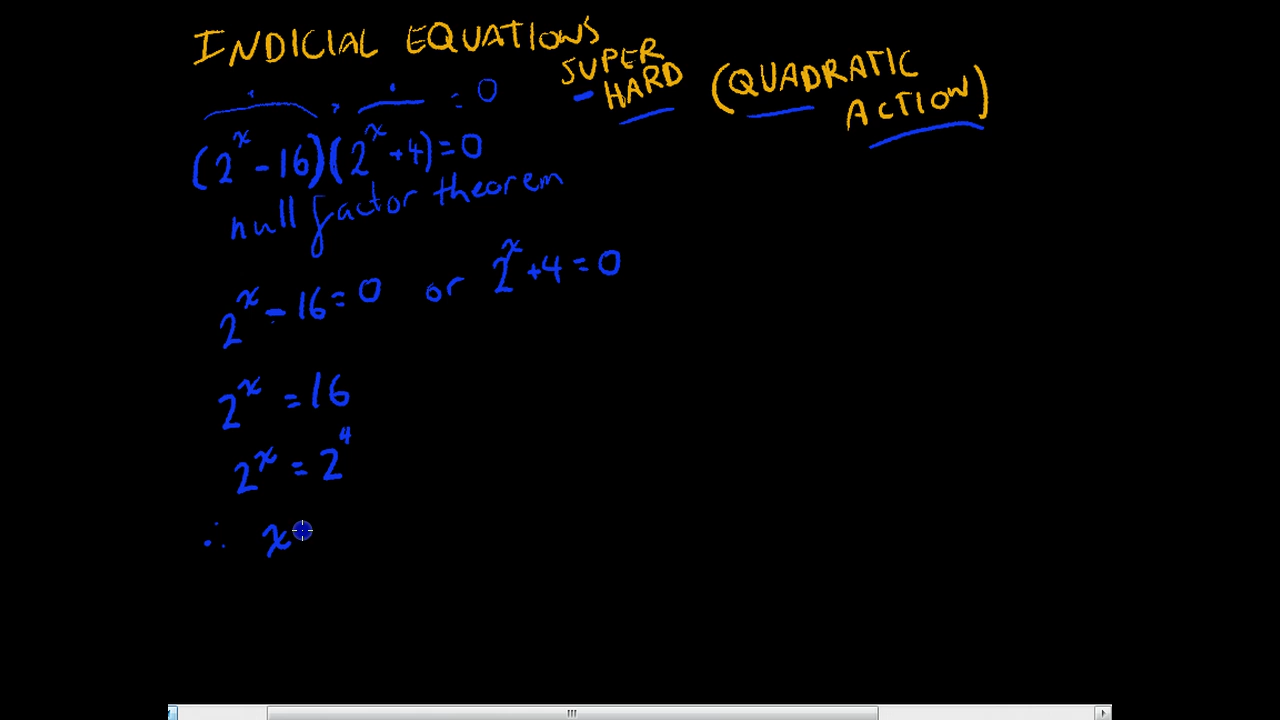 INDICIAL EQUATIONS
SUPER HARD
(QUADRATIC ACTION)
· × · = 0
(2^x - 16)(2^x + 4) = 0
null factor theorem
2^x - 16 = 0 or 2^x + 4 = 0
2^x = 16
2^x = 2^4
∴ x